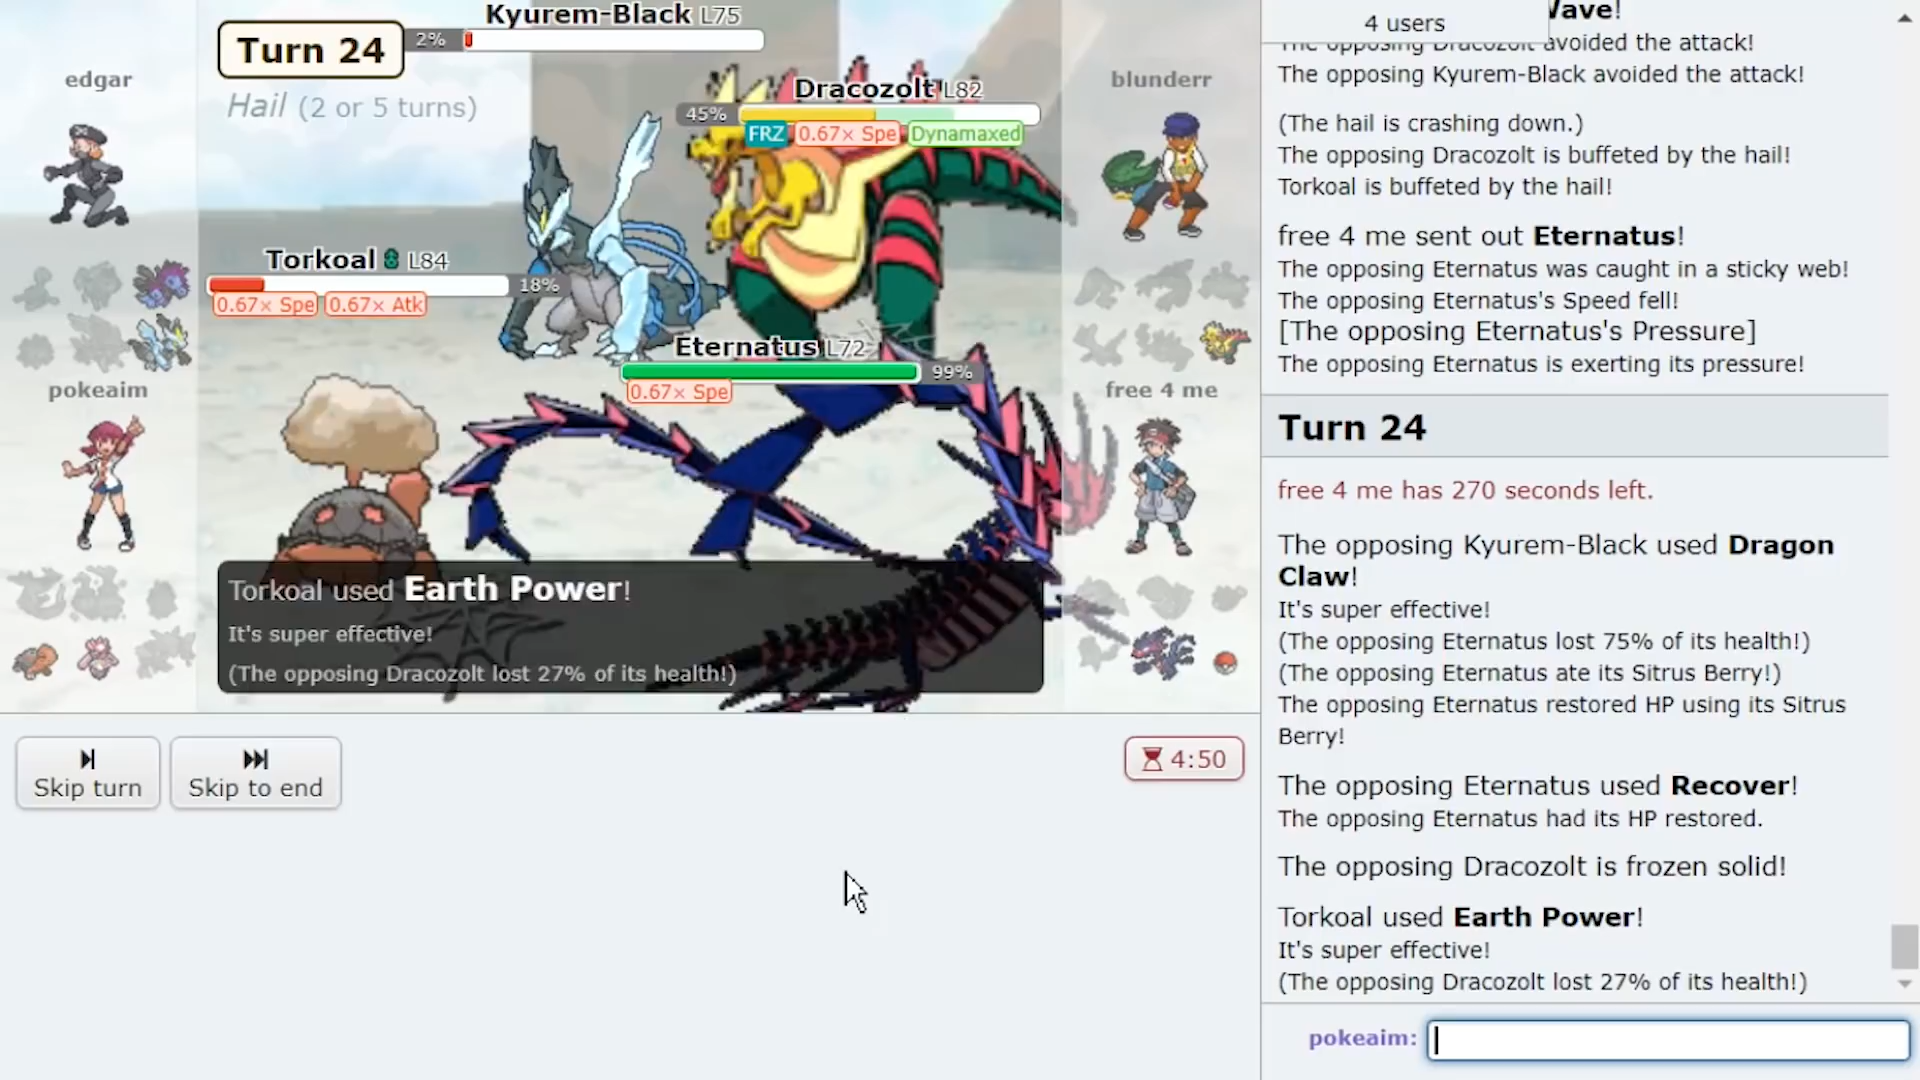 Turn 24
Hail (2 or 5 turns)
edgar
pokeaim
blunderr
free 4 me
Kyurem-Black L75
2%
Dracozolt L82
45%
FRZ 0.67× Spe Dynamaxed
Torkoal L84
18%
0.67× Spe 0.67× Atk
Eternatus L72
99%
0.67× Spe
Torkoal used Earth Power!
It's super effective!
(The opposing Dracozolt lost 27% of its health!)
Skip turn
Skip to end
4:50
4 users
The opposing Dracozolt avoided the attack!
The opposing Kyurem-Black avoided the attack!
(The hail is crashing down.)
The opposing Dracozolt is buffeted by the hail!
Torkoal is buffeted by the hail!
free 4 me sent out Eternatus!
The opposing Eternatus was caught in a sticky web!
The opposing Eternatus's Speed fell!
[The opposing Eternatus's Pressure]
The opposing Eternatus is exerting its pressure!
Turn 24
free 4 me has 270 seconds left.
The opposing Kyurem-Black used Dragon
Claw!
It's super effective!
(The opposing Eternatus lost 75% of its health!)
(The opposing Eternatus ate its Sitrus Berry!)
The opposing Eternatus restored HP using its Sitrus
Berry!
The opposing Eternatus used Recover!
The opposing Eternatus had its HP restored.
The opposing Dracozolt is frozen solid!
Torkoal used Earth Power!
It's super effective!
(The opposing Dracozolt lost 27% of its health!)
pokeaim: